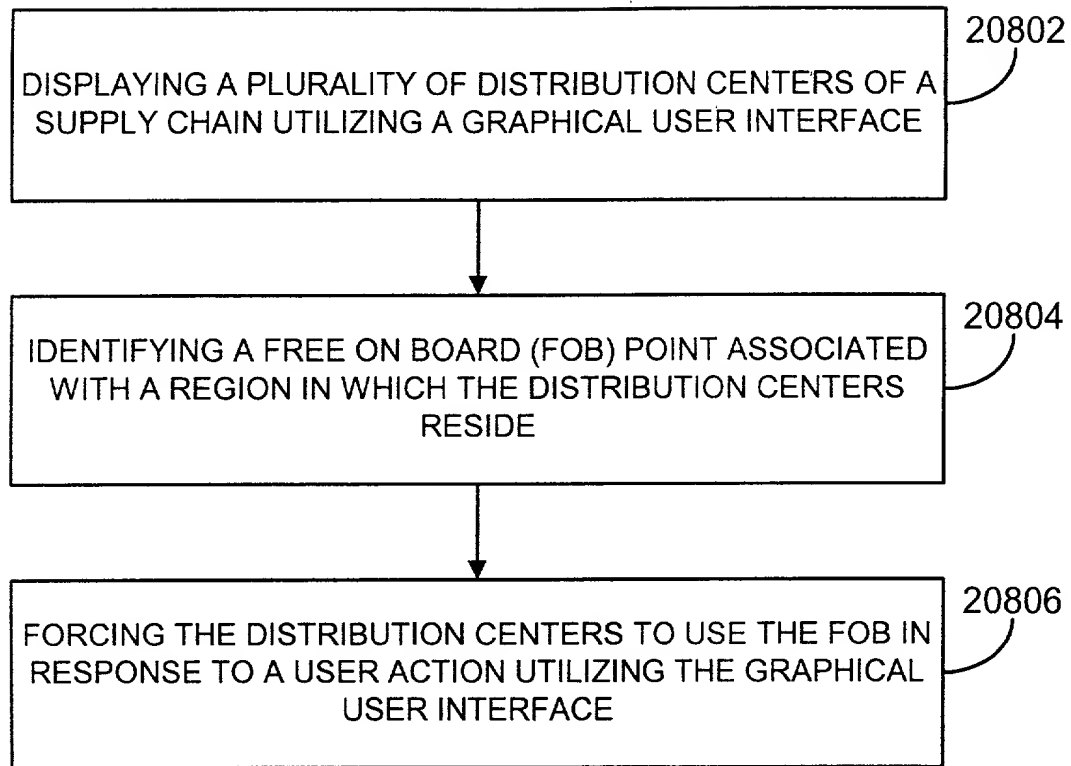 20802
DISPLAYING A PLURALITY OF DISTRIBUTION CENTERS OF A
SUPPLY CHAIN UTILIZING A GRAPHICAL USER INTERFACE
20804
IDENTIFYING A FREE ON BOARD (FOB) POINT ASSOCIATED
WITH A REGION IN WHICH THE DISTRIBUTION CENTERS
RESIDE
20806
FORCING THE DISTRIBUTION CENTERS TO USE THE FOB IN
RESPONSE TO A USER ACTION UTILIZING THE GRAPHICAL
USER INTERFACE